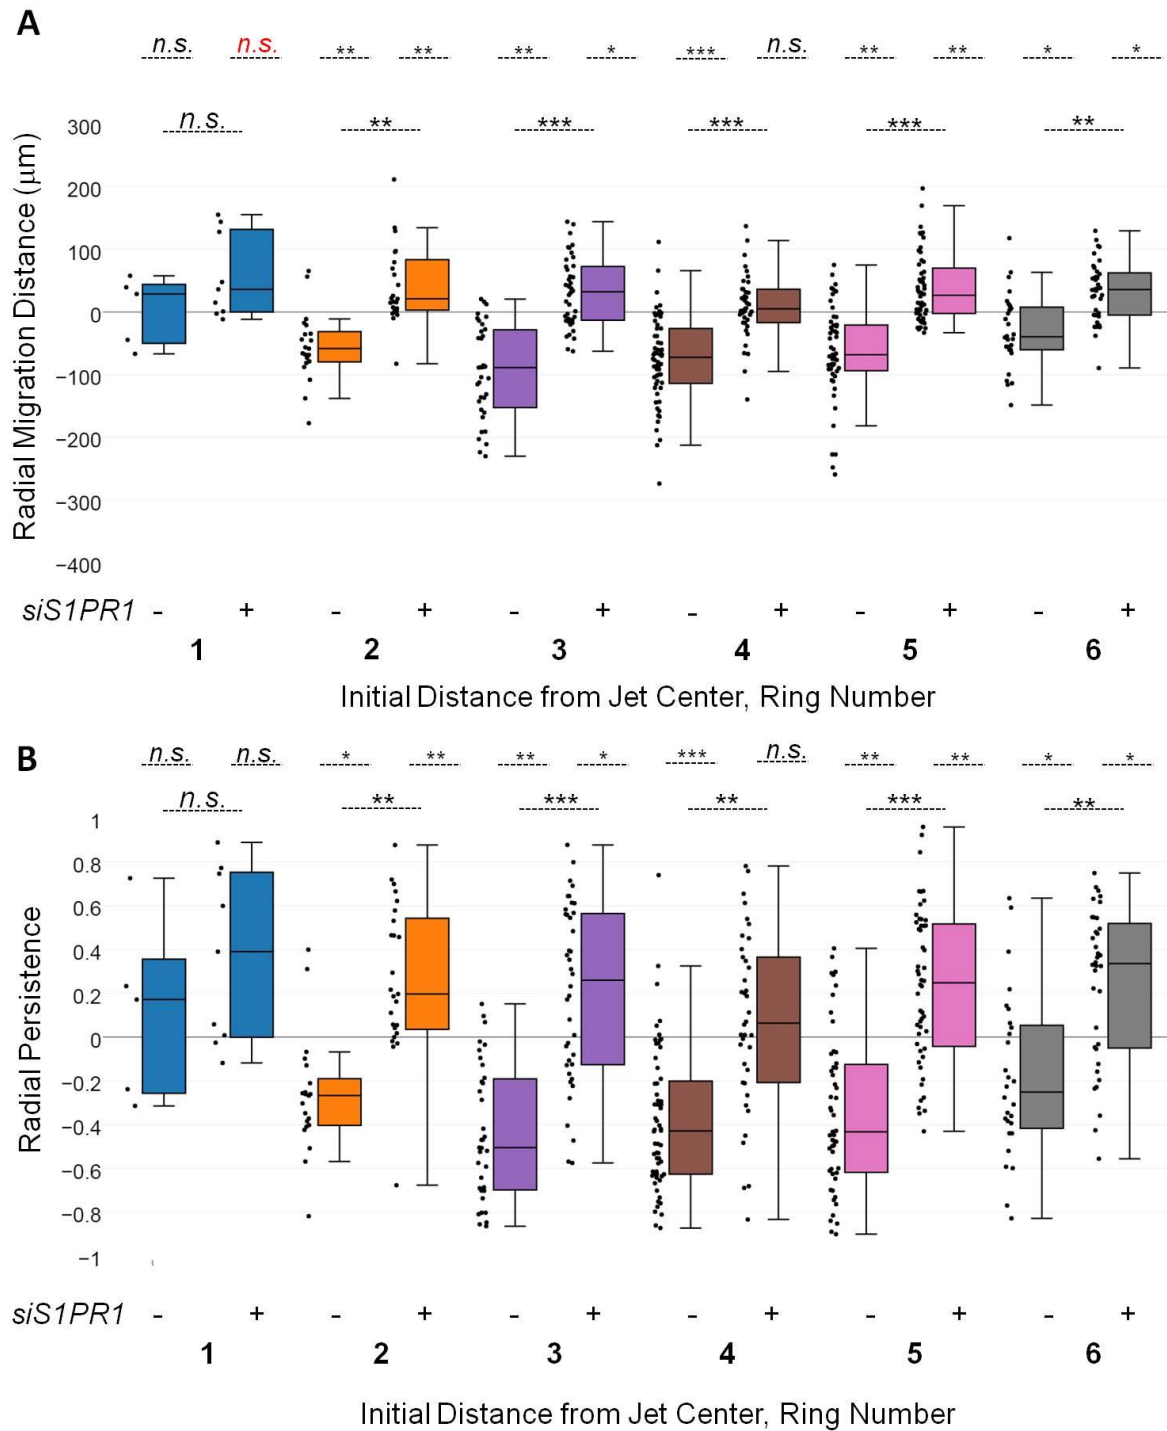 A
n.s. n.s. ** ** ** * *** n.s. ** ** * *
n.s. ** *** *** *** **
300
200
100
0
−100
−200
−300
−400
Radial Migration Distance (μm)
siS1PR1 - + - + - + - + - + - +
1 2 3 4 5 6
Initial Distance from Jet Center, Ring Number
B
n.s. n.s. * ** ** * *** n.s. ** ** * *
n.s. ** *** ** *** **
1
0.8
0.6
0.4
0.2
0
−0.2
−0.4
−0.6
−0.8
−1
Radial Persistence
siS1PR1 - + - + - + - + - + - +
1 2 3 4 5 6
Initial Distance from Jet Center, Ring Number